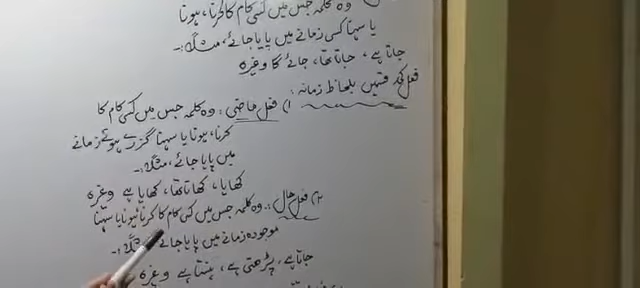 وہ کلمہ جس میں کسی کام کا کرنا، ہونا
یا سہنا کسی زمانے میں پایا جائے، مثلاً:-
جاتا ہے، جاتا تھا، جائے گا وغیرہ
فعل کی قسمیں بلحاظ زمانہ:
۱) فعل ماضی: وہ کلمہ جس میں کسی کام کا
کرنا، ہونا یا سہنا گزرے ہوئے زمانے
میں پایا جائے، مثلاً:-
کھایا، کھاتا تھا، کھایا ہے وغیرہ
۲) فعل حال:- وہ کلمہ جس میں کسی کام کا کرنا، ہونا یا سہنا
موجودہ زمانے میں پایا جائے مثلاً:-
جاتا ہے، پڑھتی ہے، ہنستا ہے وغیرہ